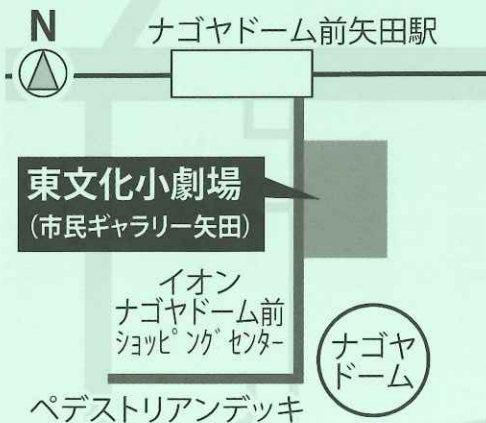 N
ナゴヤドーム前矢田駅
東文化小劇場
(市民ギャラリー矢田)
イオン
ナゴヤドーム前
ショッピングセンター
ナゴヤ
ドーム
ペデストリアンデッキ